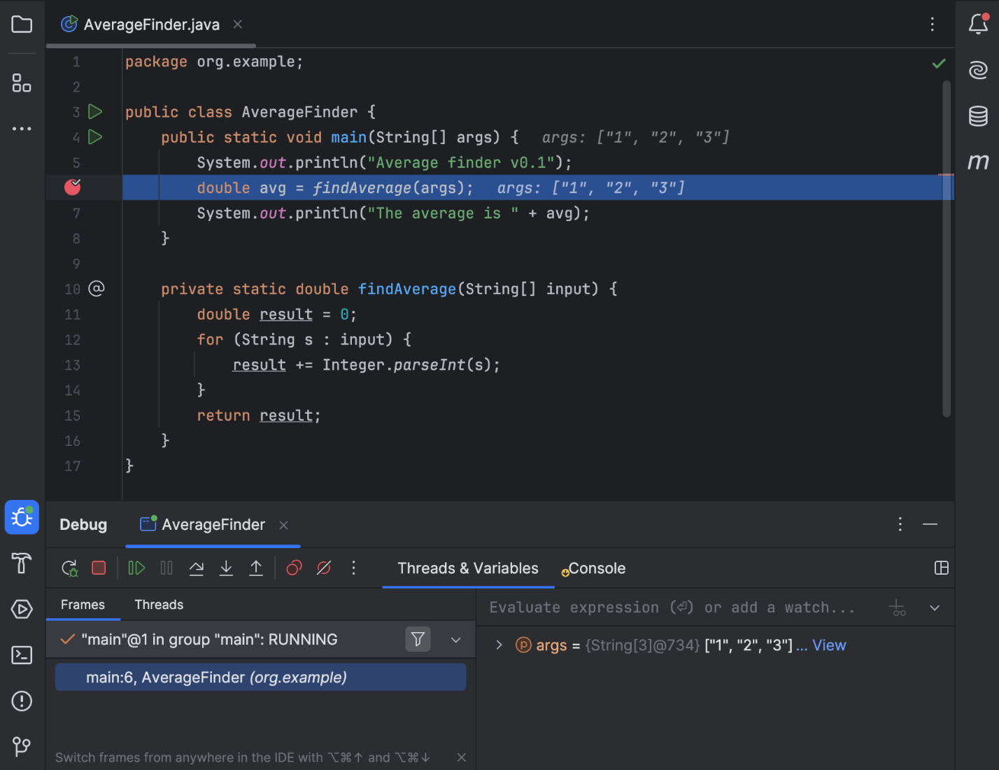 AverageFinder.java
1 package org.example;
2
3 public class AverageFinder {
4 public static void main(String[] args) { args: ["1", "2", "3"]
5 System.out.println("Average finder v0.1");
double avg = findAverage(args); args: ["1", "2", "3"]
7 System.out.println("The average is " + avg);
8 }
9
10 @ private static double findAverage(String[] input) {
11 double result = 0;
12 for (String s : input) {
13 result += Integer.parseInt(s);
14 }
15 return result;
16 }
17 }
m
Debug AverageFinder
Threads & Variables Console
Frames Threads
Evaluate expression (⏎) or add a watch...
"main"@1 in group "main": RUNNING
args = {String[3]@734} ["1", "2", "3"] ... View
main:6, AverageFinder (org.example)
Switch frames from anywhere in the IDE with ⌥⌘↑ and ⌥⌘↓